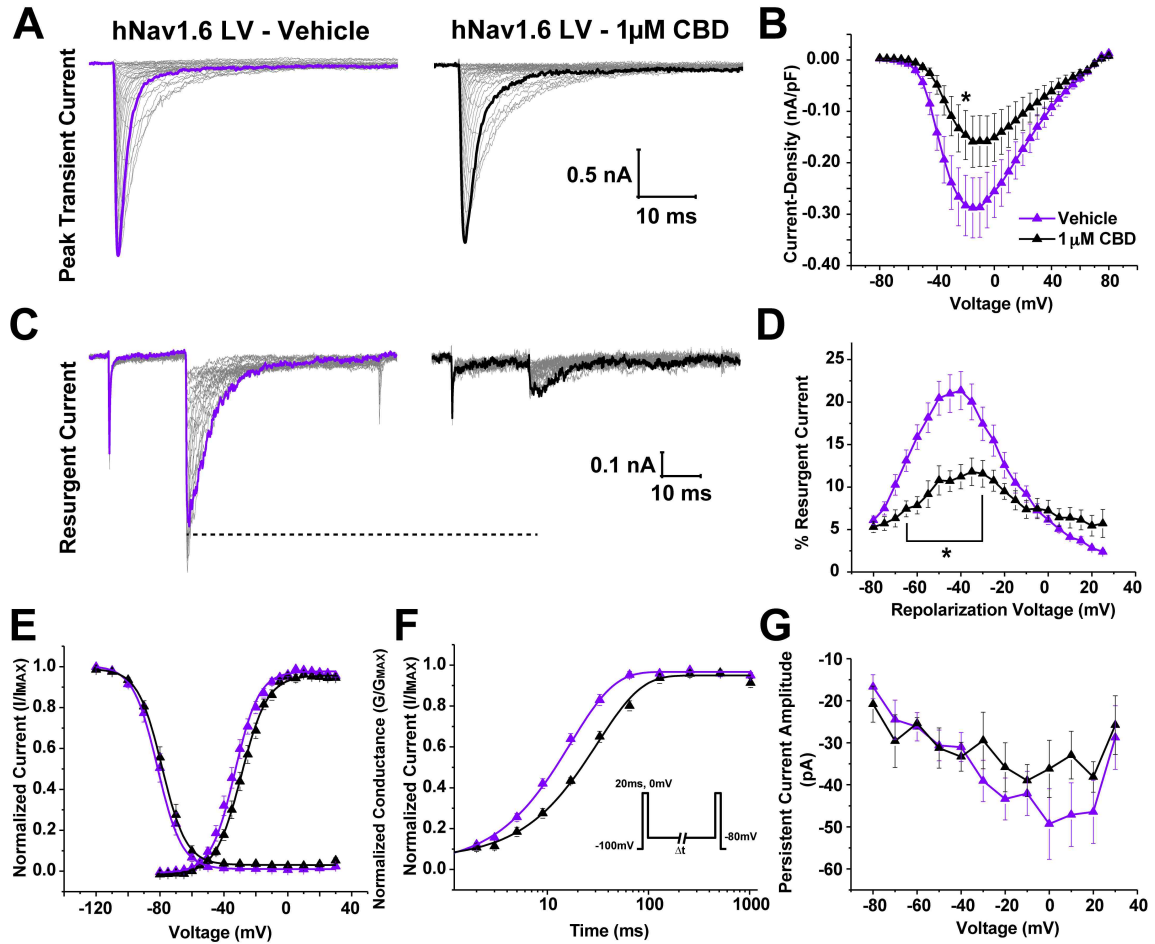 A
hNav1.6 LV - Vehicle
hNav1.6 LV - 1µM CBD
Peak Transient Current
0.5 nA
10 ms
B
0.00
-0.10
-0.20
-0.30
-0.40
Current-Density (nA/pF)
*
Vehicle
1µM CBD
-80
-40
0
40
80
Voltage (mV)
C
Resurgent Current
0.1 nA
10 ms
D
25
20
15
10
5
0
% Resurgent Current
*
-80
-60
-40
-20
0
20
40
Repolarization Voltage (mV)
E
1.0
0.8
0.6
0.4
0.2
0.0
Normalized Current (I/IMAX)
Normalized Conductance (G/GMAX)
-120
-80
-40
0
40
Voltage (mV)
F
1.0
0.8
0.6
0.4
0.2
0.0
Normalized Current (I/IMAX)
20ms, 0mV
-100mV
-80mV
Δt
10
100
1000
Time (ms)
G
-10
-20
-30
-40
-50
-60
Persistent Current Amplitude
(pA)
-80
-60
-40
-20
0
20
40
Voltage (mV)